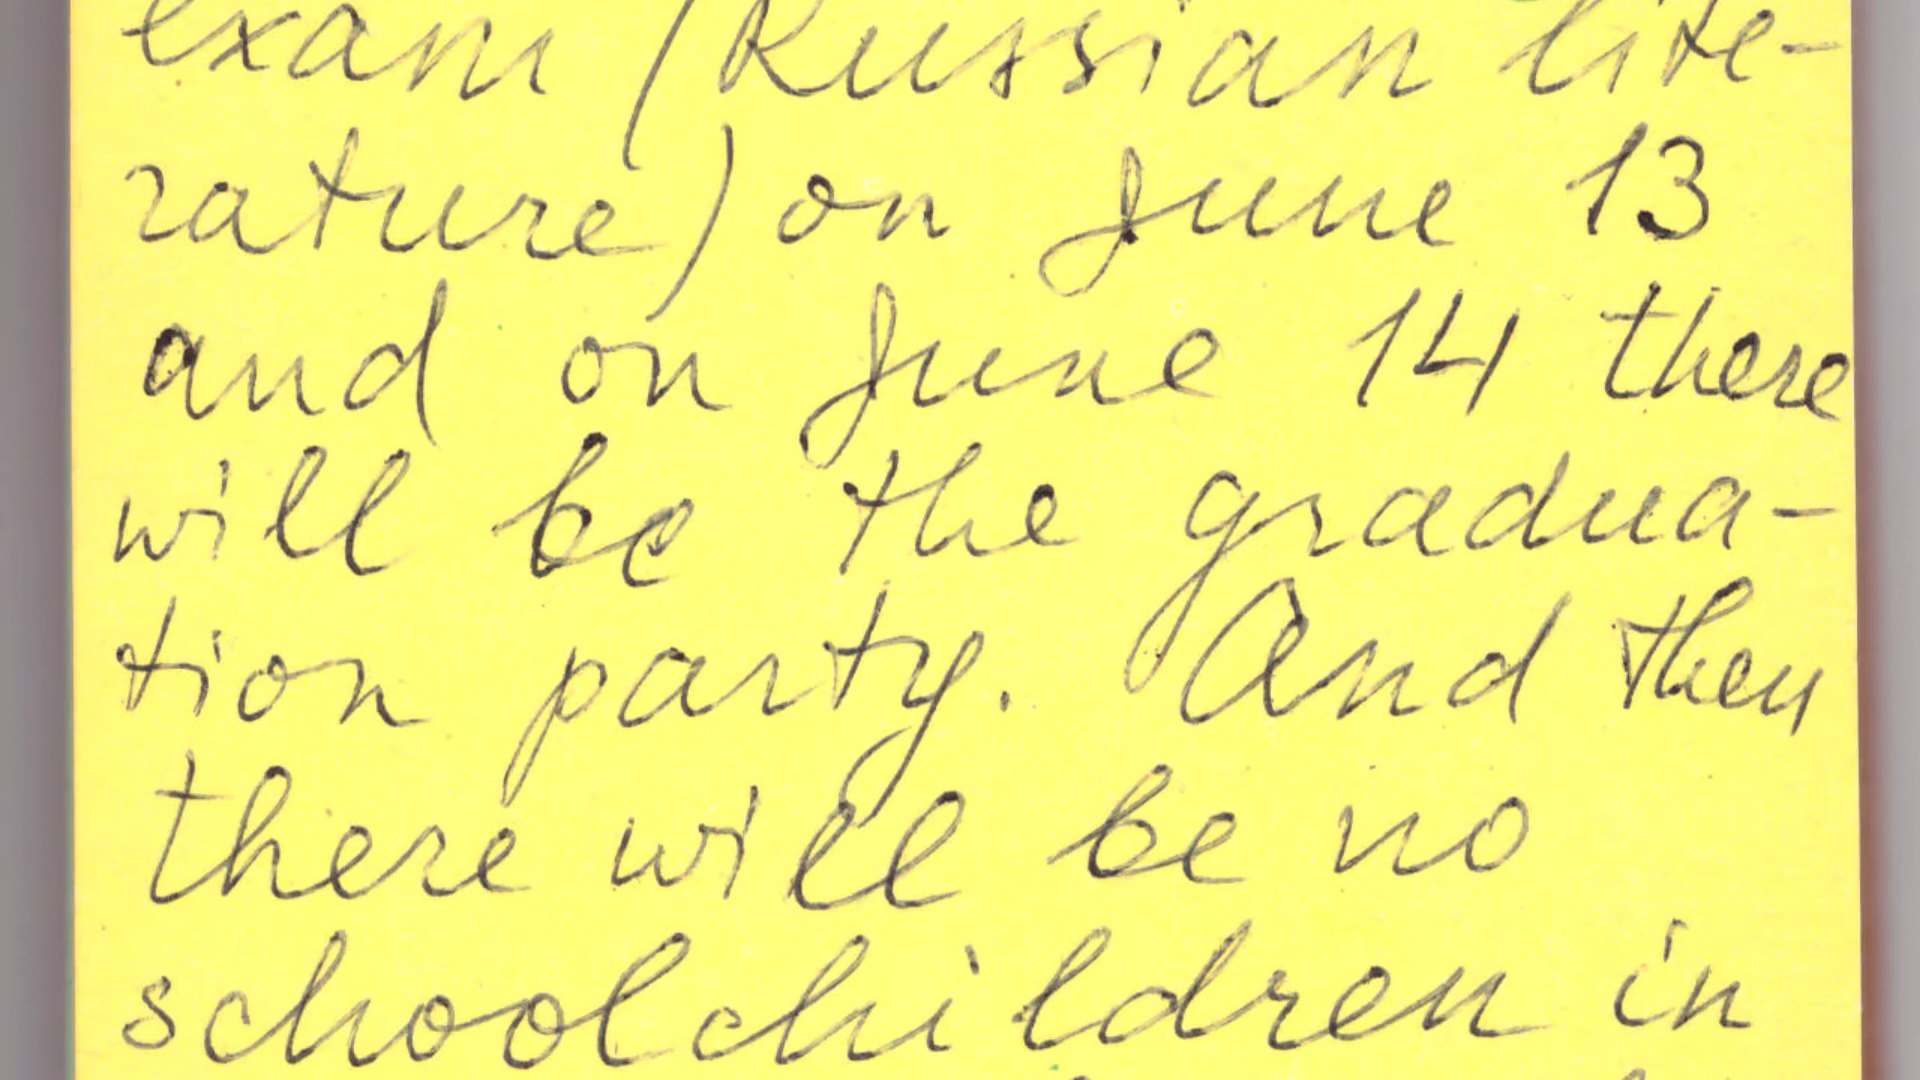 exam (Russian lite-
rature) on June 13
and on June 14 there
will be the gradua-
tion party. And then
there will be no
schoolchildren in